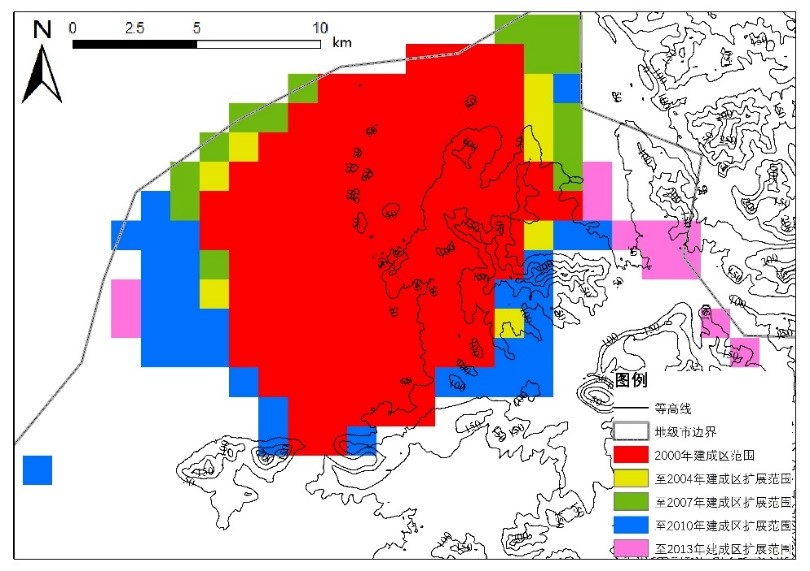 N
0 2.5 5 10
km
图例
等高线
地级市边界
2000年建成区范围
至2004年建成区扩展范围
至2007年建成区扩展范围
至2010年建成区扩展范围
至2013年建成区扩展范围